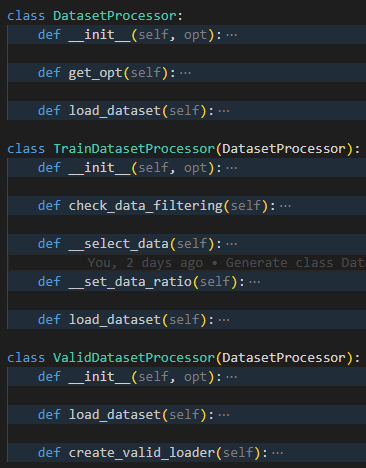 class DatasetProcessor:
def __init__(self, opt):···
def get_opt(self):···
def load_dataset(self):···
class TrainDatasetProcessor(DatasetProcessor):
def __init__(self, opt):···
def check_data_filtering(self):···
def __select_data(self):···
You, 2 days ago • Generate class Dat
def __set_data_ratio(self):···
def load_dataset(self):···
class ValidDatasetProcessor(DatasetProcessor):
def __init__(self, opt):···
def load_dataset(self):···
def create_valid_loader(self):···